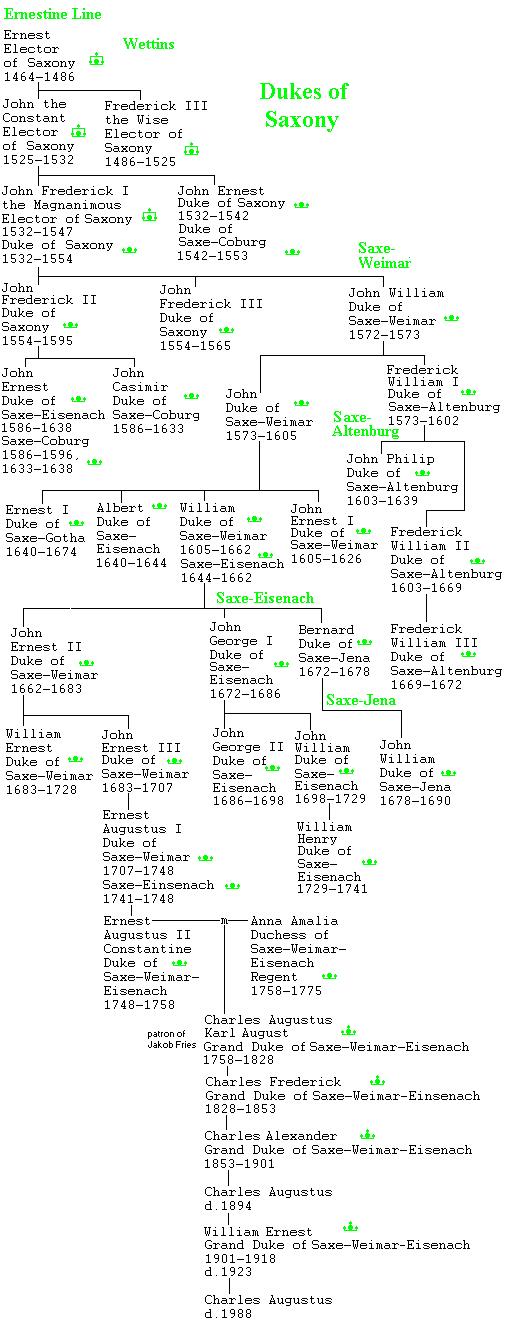 Ernestine Line
Wettins
Dukes of
Saxony
Ernest
Elector
of Saxony
1464-1486
John the
Constant
Elector
of Saxony
1525-1532
Frederick III
the Wise
Elector of
Saxony
1486-1525
John Frederick I
the Magnanimous
Elector of Saxony
1532-1547
Duke of Saxony
1532-1554
John Ernest
Duke of Saxony
1532-1542
Duke of
Saxe-Coburg
1542-1553
Saxe-
Weimar
John
Frederick II
Duke of
Saxony
1554-1595
John
Frederick III
Duke of
Saxony
1554-1565
John William
Duke of
Saxe-Weimar
1572-1573
John
Ernest
Duke of
Saxe-Eisenach
1586-1638
Saxe-Coburg
1586-1596,
1633-1638
John
Casimir
Duke of
Saxe-Coburg
1586-1633
John
Duke of
Saxe-Weimar
1573-1605
Frederick
William I
Duke of
Saxe-Altenburg
1573-1602
Saxe-
Altenburg
John Philip
Duke of
Saxe-Altenburg
1603-1639
Ernest I
Duke of
Saxe-Gotha
1640-1674
Albert
Duke of
Saxe-
Eisenach
1640-1644
William
Duke of
Saxe-Weimar
1605-1662
Saxe-Eisenach
1644-1662
John
Ernest I
Duke of
Saxe-Weimar
1605-1626
Frederick
William II
Duke of
Saxe-Altenburg
1603-1669
Saxe-Eisenach
John
Ernest II
Duke of
Saxe-Weimar
1662-1683
John
George I
Duke of
Saxe-
Eisenach
1672-1686
Bernard
Duke of
Saxe-Jena
1672-1678
Frederick
William III
Duke of
Saxe-Altenburg
1669-1672
Saxe-Jena
William
Ernest
Duke of
Saxe-Weimar
1683-1728
John
Ernest III
Duke of
Saxe-Weimar
1683-1707
John
George II
Duke of
Saxe-
Eisenach
1686-1698
John
William
Duke of
Saxe-
Eisenach
1698-1729
John
William
Duke of
Saxe-Jena
1678-1690
Ernest
Augustus I
Duke of
Saxe-Weimar
1707-1748
Saxe-Einsenach
1741-1748
William
Henry
Duke of
Saxe-
Eisenach
1729-1741
Ernest
Augustus II
Constantine
Duke of
Saxe-Weimar-
Eisenach
1748-1758
m
Anna Amalia
Duchess of
Saxe-Weimar-
Eisenach
Regent
1758-1775
patron of
Jakob Fries
Charles Augustus
Karl August
Grand Duke of Saxe-Weimar-Eisenach
1758-1828
Charles Frederick
Grand Duke of Saxe-Weimar-Einsenach
1828-1853
Charles Alexander
Grand Duke of Saxe-Weimar-Eisenach
1853-1901
Charles Augustus
d.1894
William Ernest
Grand Duke of Saxe-Weimar-Eisenach
1901-1918
d.1923
Charles Augustus
d.1988